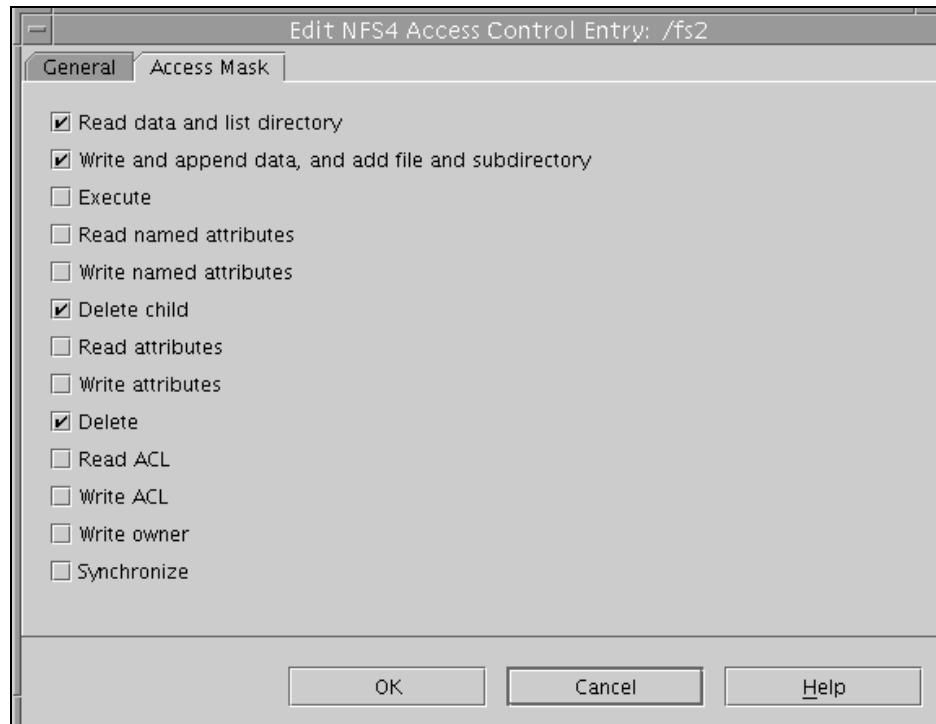 Edit NFS4 Access Control Entry: /fs2
General Access Mask
Read data and list directory
Write and append data, and add file and subdirectory
Execute
Read named attributes
Write named attributes
Delete child
Read attributes
Write attributes
Delete
Read ACL
Write ACL
Write owner
Synchronize
OK Cancel Help